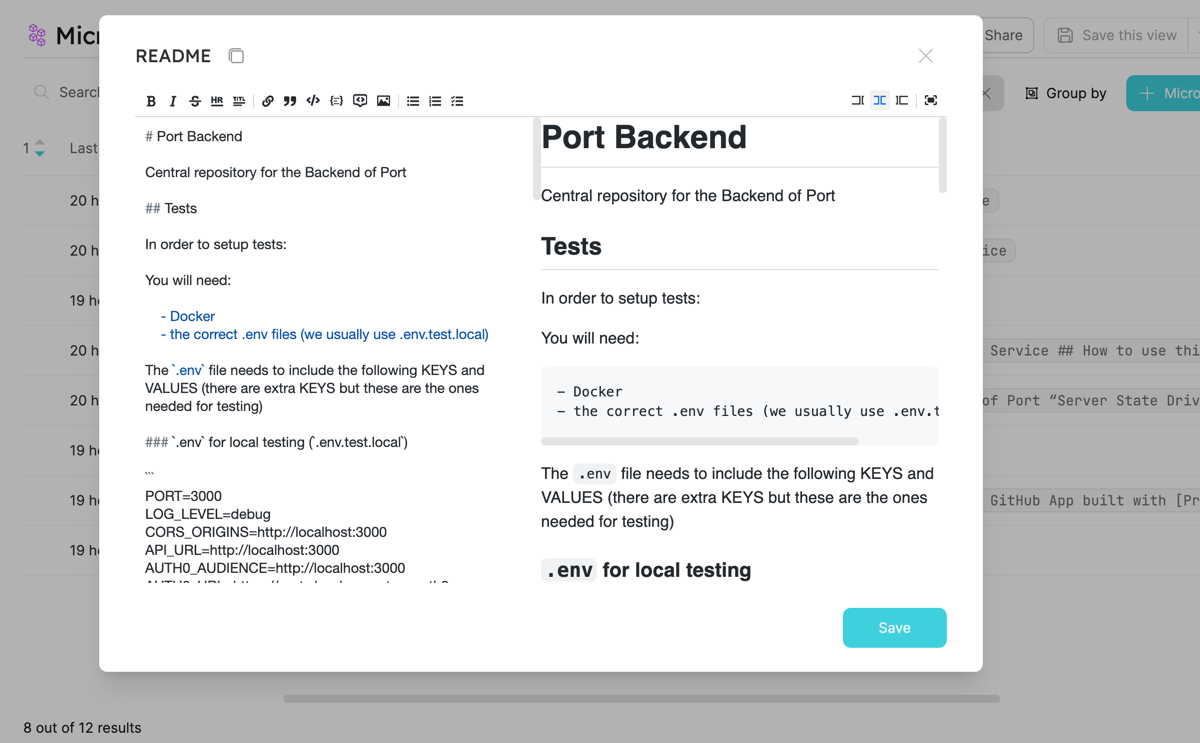 README
B I S HR TITL
# Port Backend
Central repository for the Backend of Port
## Tests
In order to setup tests:
You will need:
- Docker
- the correct .env files (we usually use .env.test.local)
The `.env` file needs to include the following KEYS and
VALUES (there are extra KEYS but these are the ones
needed for testing)
### `.env` for local testing (`.env.test.local`)
```
PORT=3000
LOG_LEVEL=debug
CORS_ORIGINS=http://localhost:3000
API_URL=http://localhost:3000
AUTH0_AUDIENCE=http://localhost:3000
Port Backend
Central repository for the Backend of Port
Tests
In order to setup tests:
You will need:
- Docker
- the correct .env files (we usually use .env.t
The .env file needs to include the following KEYS and
VALUES (there are extra KEYS but these are the ones
needed for testing)
.env for local testing
Save
Micr
Share
Save this view
Searc
Group by
Micro
1
Last
20 h
e
20 h
ice
19 h
20 h
Service ## How to use thi
20 h
of Port “Server State Driv
19 h
19 h
GitHub App built with [Pr
19 h
8 out of 12 results